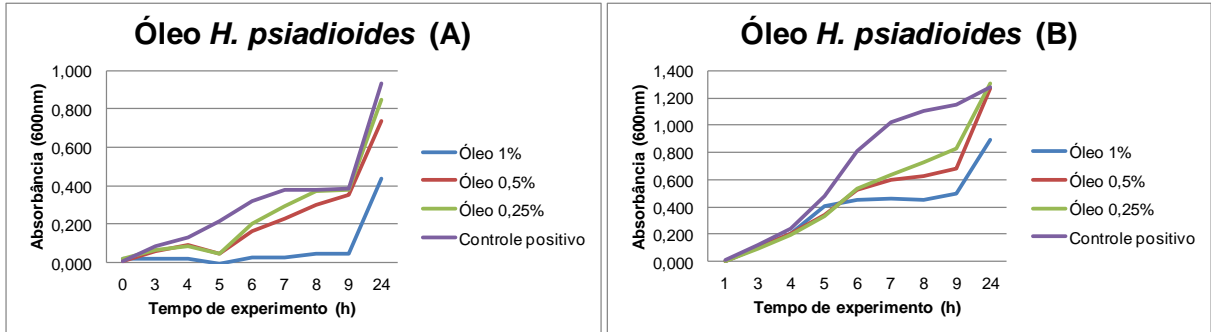 Óleo H. psiadioides (A)
1,000
0,800
0,600
0,400
0,200
0,000
Absorbância (600nm)
0 3 4 5 6 7 8 9 24
Tempo de experimento (h)
Óleo 1%
Óleo 0,5%
Óleo 0,25%
Controle positivo
Óleo H. psiadioides (B)
1,400
1,200
1,000
0,800
0,600
0,400
0,200
0,000
Absorbância (600nm)
1 3 4 5 6 7 8 9 24
Tempo de experimento (h)
Óleo 1%
Óleo 0,5%
Óleo 0,25%
Controle positivo